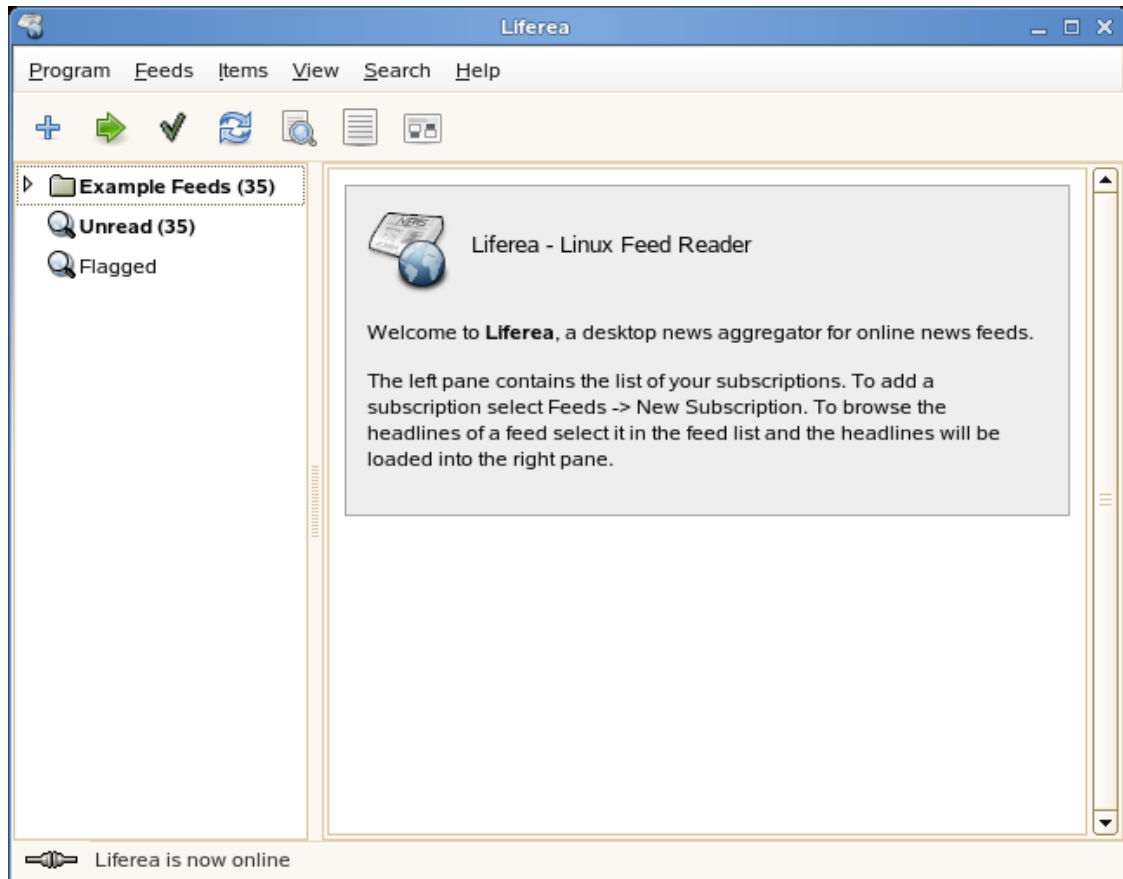 Liferea
Program Feeds Items View Search Help
Example Feeds (35)
Unread (35)
Flagged
NEWS
Liferea - Linux Feed Reader
Welcome to Liferea, a desktop news aggregator for online news feeds.
The left pane contains the list of your subscriptions. To add a
subscription select Feeds -> New Subscription. To browse the
headlines of a feed select it in the feed list and the headlines will be
loaded into the right pane.
Liferea is now online